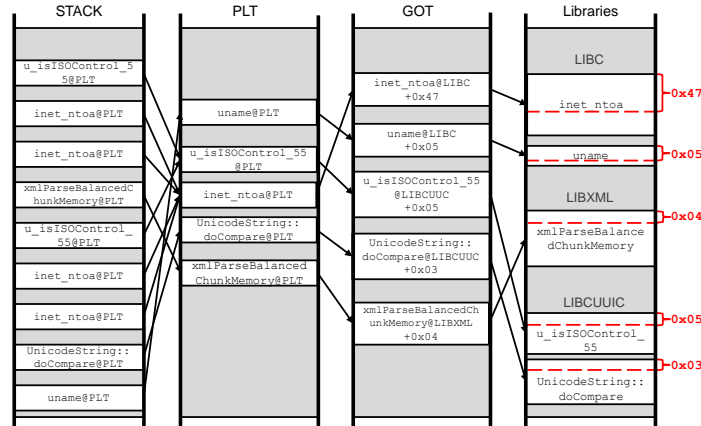 STACK
PLT
GOT
Libraries
u_isISOControl_5
5@PLT
inet_ntoa@PLT
inet_ntoa@PLT
xmlParseBalancedC
hunkMemory@PLT
u_isISOControl_
55@PLT
inet_ntoa@PLT
inet_ntoa@PLT
UnicodeString::
doCompare@PLT
uname@PLT
uname@PLT
u_isISOControl_55
@PLT
inet_ntoa@PLT
UnicodeString::
doCompare@PLT
xmlParseBalanced
ChunkMemory@PLT
inet_ntoa@LIBC
+0x47
uname@LIBC
+0x05
u_isISOControl_55
@LIBCUUC
+0x05
UnicodeString::
doCompare@LIBCUUC
+0x03
xmlParseBalancedCh
unkMemory@LIBXML
+0x04
LIBC
inet_ntoa
0x47
uname
0x05
LIBXML
0x04
xmlParseBalance
dChunkMemory
LIBCUUIC
0x05
u_isISOControl_
55
0x03
UnicodeString::
doCompare